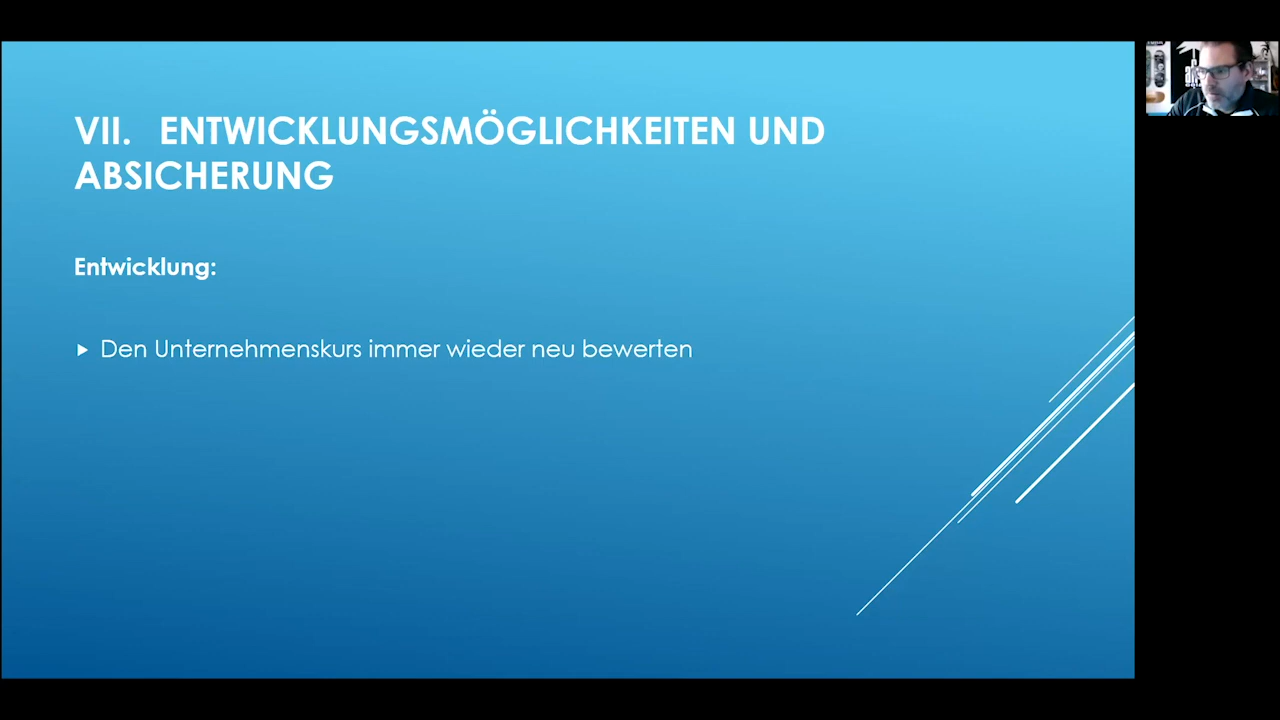 VII. ENTWICKLUNGSMÖGLICHKEITEN UND
ABSICHERUNG
Entwicklung:
Den Unternehmenskurs immer wieder neu bewerten